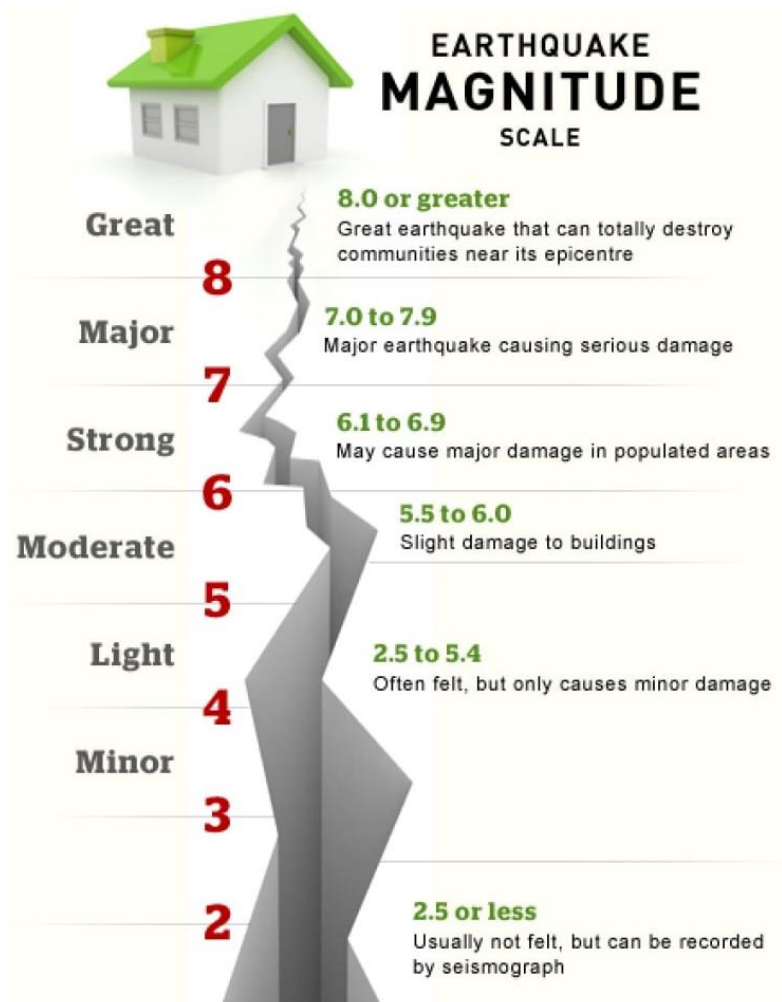 EARTHQUAKE
MAGNITUDE
SCALE
Great
8.0 or greater
Great earthquake that can totally destroy
communities near its epicentre
8
Major
7.0 to 7.9
Major earthquake causing serious damage
7
Strong
6.1 to 6.9
May cause major damage in populated areas
6
Moderate
5.5 to 6.0
Slight damage to buildings
5
Light
2.5 to 5.4
Often felt, but only causes minor damage
4
Minor
3
2
2.5 or less
Usually not felt, but can be recorded
by seismograph